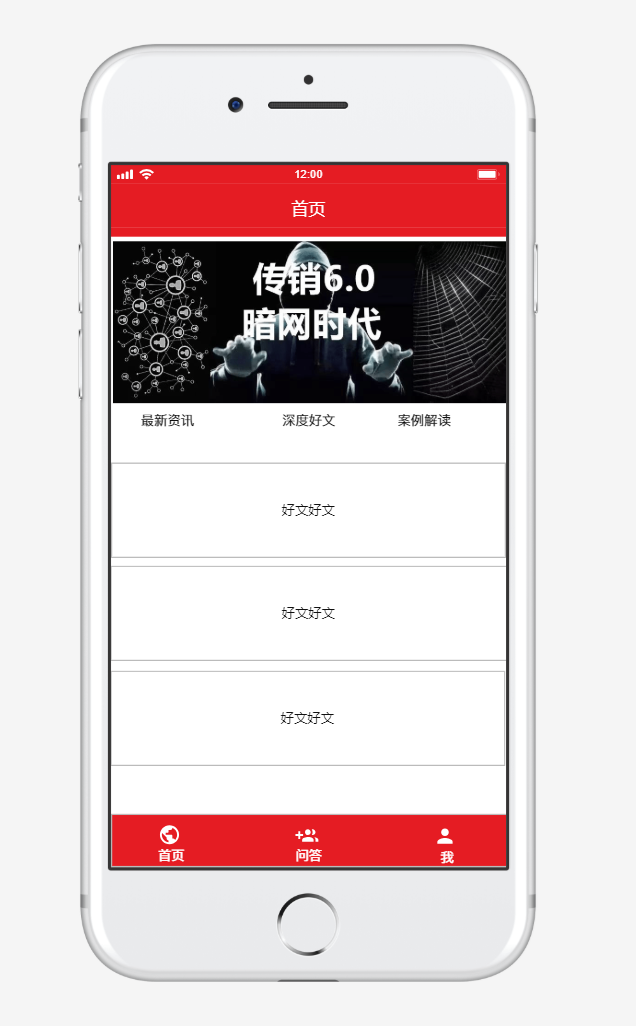 12:00
首页
传销6.0
暗网时代
最新资讯
深度好文
案例解读
好文好文
好文好文
好文好文
首页
问答
我